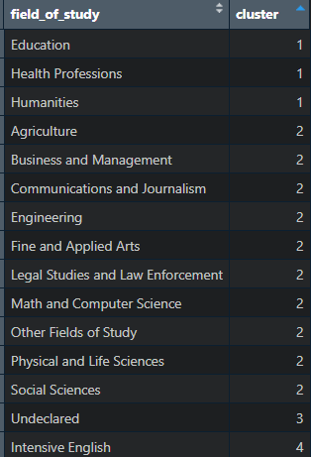 field_of_study cluster
Education 1
Health Professions 1
Humanities 1
Agriculture 2
Business and Management 2
Communications and Journalism 2
Engineering 2
Fine and Applied Arts 2
Legal Studies and Law Enforcement 2
Math and Computer Science 2
Other Fields of Study 2
Physical and Life Sciences 2
Social Sciences 2
Undeclared 3
Intensive English 4